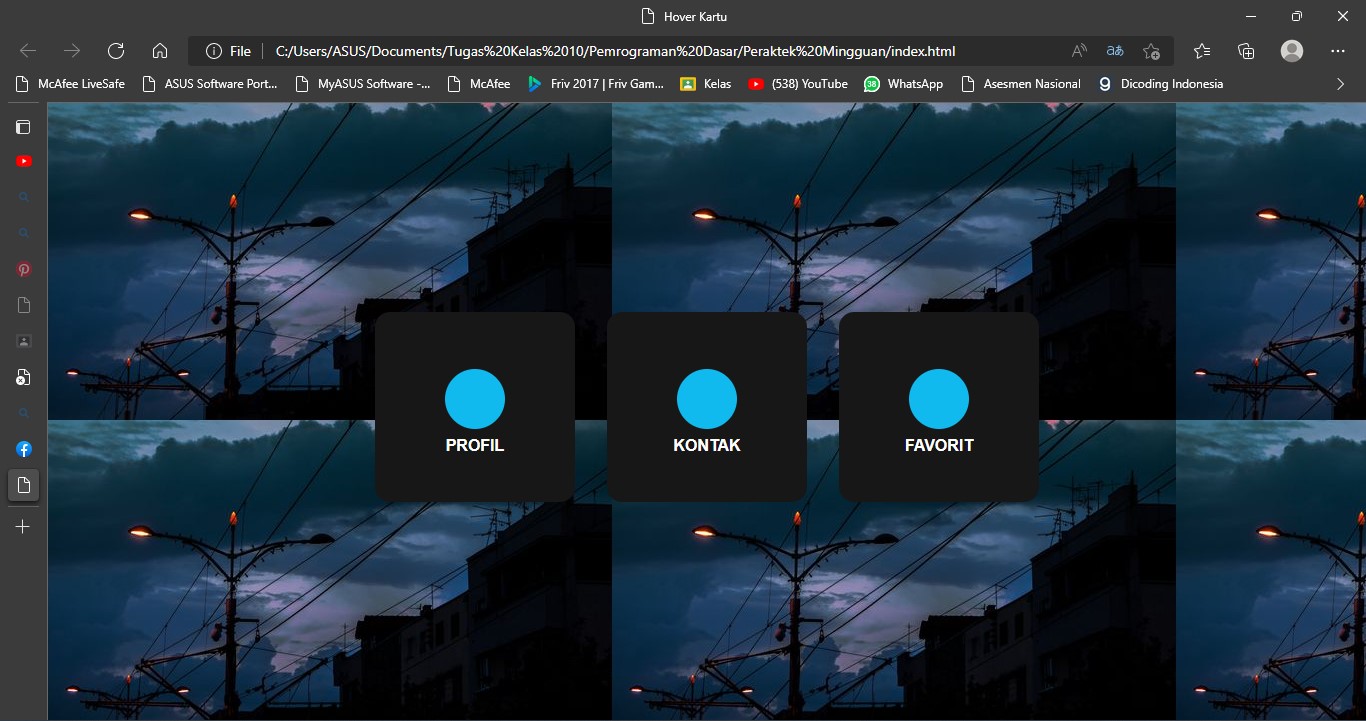 Hover Kartu
File C:/Users/ASUS/Documents/Tugas%20Kelas%2010/Pemrograman%20Dasar/Peraktek%20Mingguan/index.html aあ
McAfee LiveSafe ASUS Software Port... MyASUS Software -... McAfee Friv 2017 | Friv Gam... Kelas (538) YouTube 38 WhatsApp Asesmen Nasional Dicoding Indonesia
PROFIL KONTAK FAVORIT